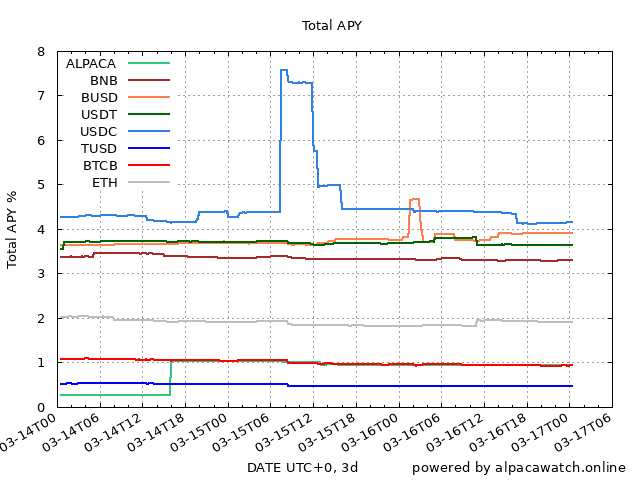 Total APY
8
7
6
5
4
3
2
1
0
Total APY %
ALPACA
BNB
BUSD
USDT
USDC
TUSD
BTCB
ETH
03-14T00
03-14T06
03-14T12
03-14T18
03-15T00
03-15T06
03-15T12
03-15T18
03-16T00
03-16T06
03-16T12
03-16T18
03-17T00
03-17T06
DATE UTC+0, 3d
powered by alpacawatch.online